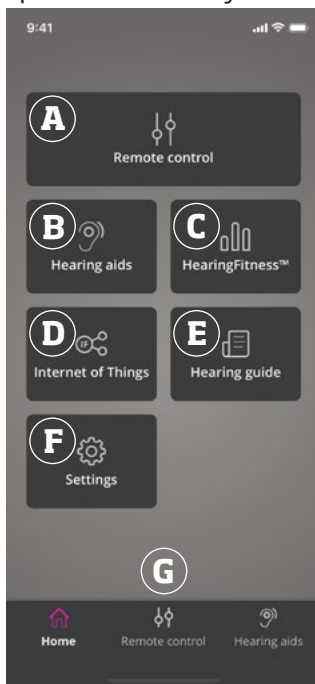 9:41
A
Remote control
B
Hearing aids
C
HearingFitness™
D
IF
Internet of Things
E
Hearing guide
F
Settings
G
Home
Remote control
Hearing aids